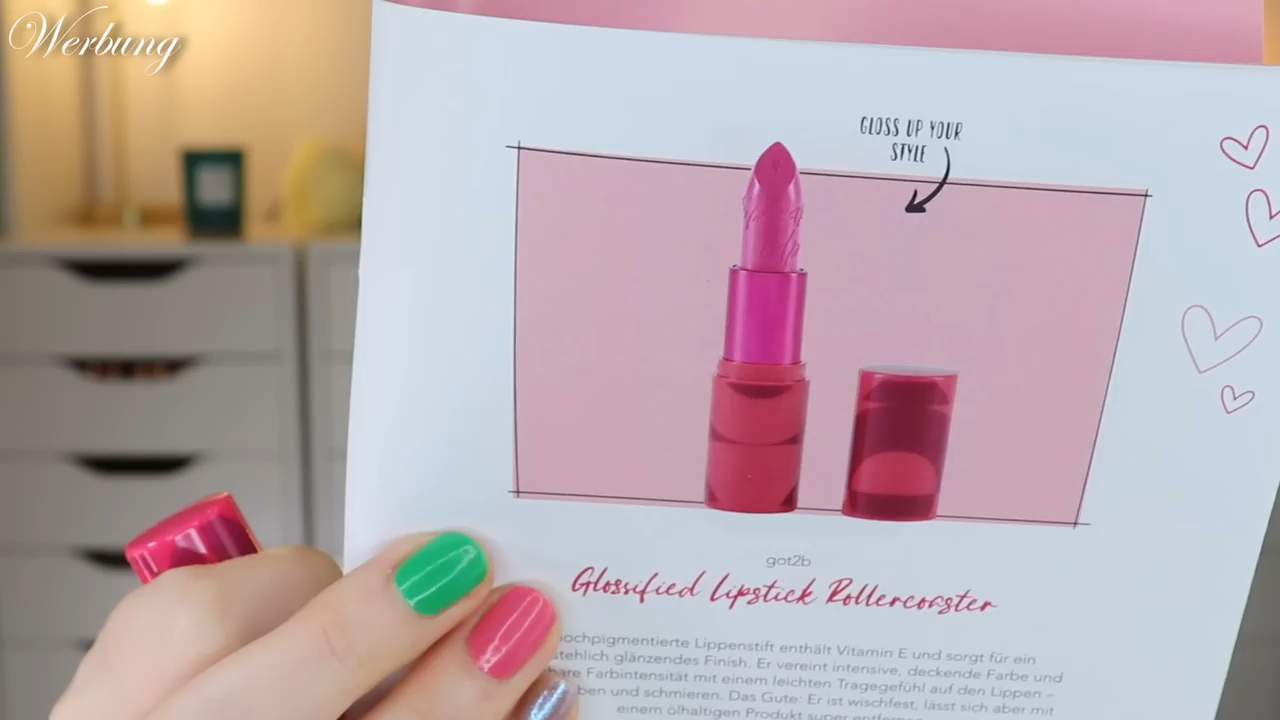 Werbung
GLOSS UP YOUR
STYLE
got2b
Glossified Lipstick Rollercoaster
hochpigmentierte Lippenstift enthält Vitamin E und sorgt für ein
glänzendes Finish. Er vereint intensive, deckende Farbe und
Farbintensität mit einem leichten Tragegefühl auf den Lippen –
und schmieren. Das Gute: Er ist wischfest, lässt sich aber mit
einem ölhaltigen Produkt super